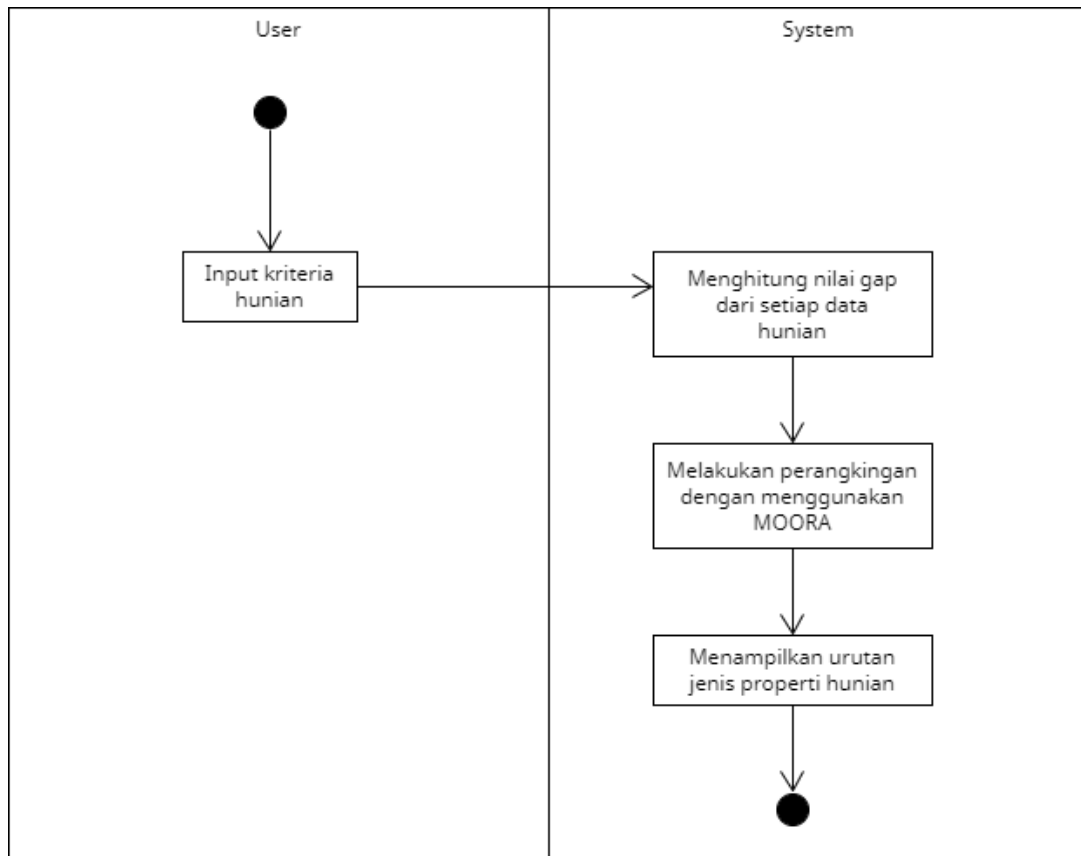 User
System
Input kriteria
hunian
Menghitung nilai gap
dari setiap data
hunian
Melakukan perangkingan
dengan menggunakan
MOORA
Menampilkan urutan
jenis properti hunian